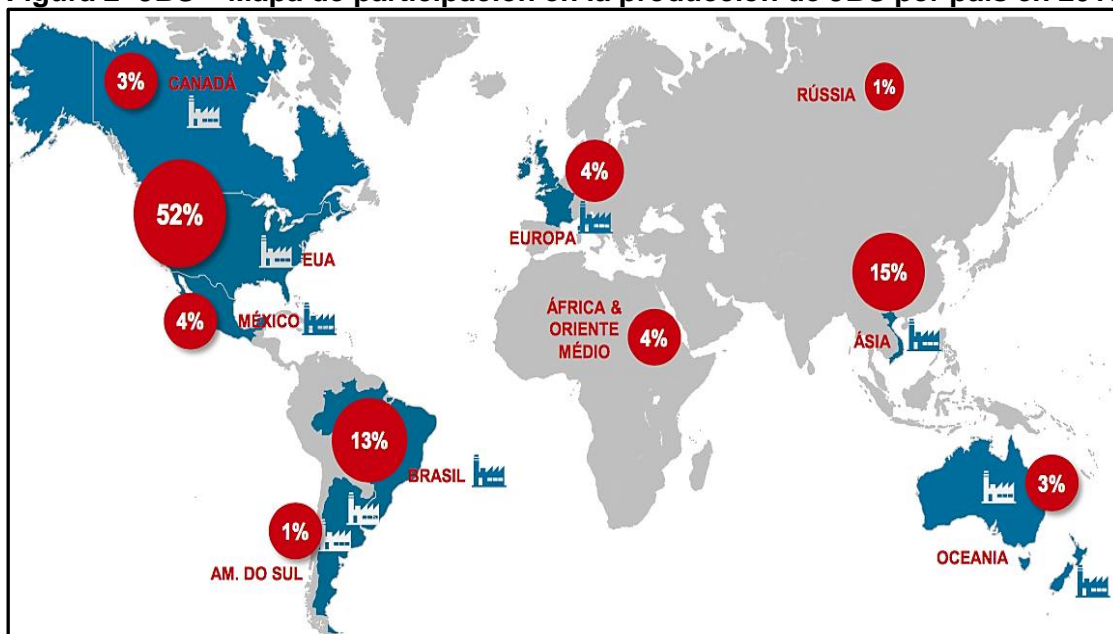 3%
CANADÁ
RÚSSIA
1%
4%
52%
EUROPA
EUA
15%
4%
MÉXICO
ÁFRICA &
ORIENTE
MÉDIO
4%
ÁSIA
13%
BRASIL
3%
1%
AM. DO SUL
OCEANIA